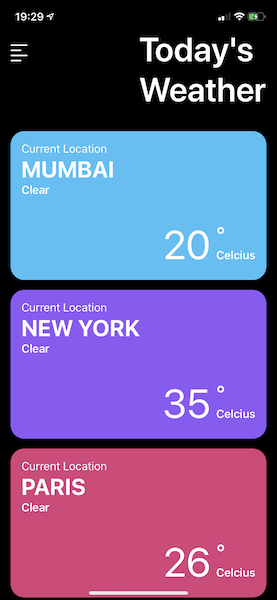 19:29
Today's
Weather
Current Location
MUMBAI
Clear
20 °
Celcius
Current Location
NEW YORK
Clear
35 °
Celcius
Current Location
PARIS
Clear
26 °
Celcius